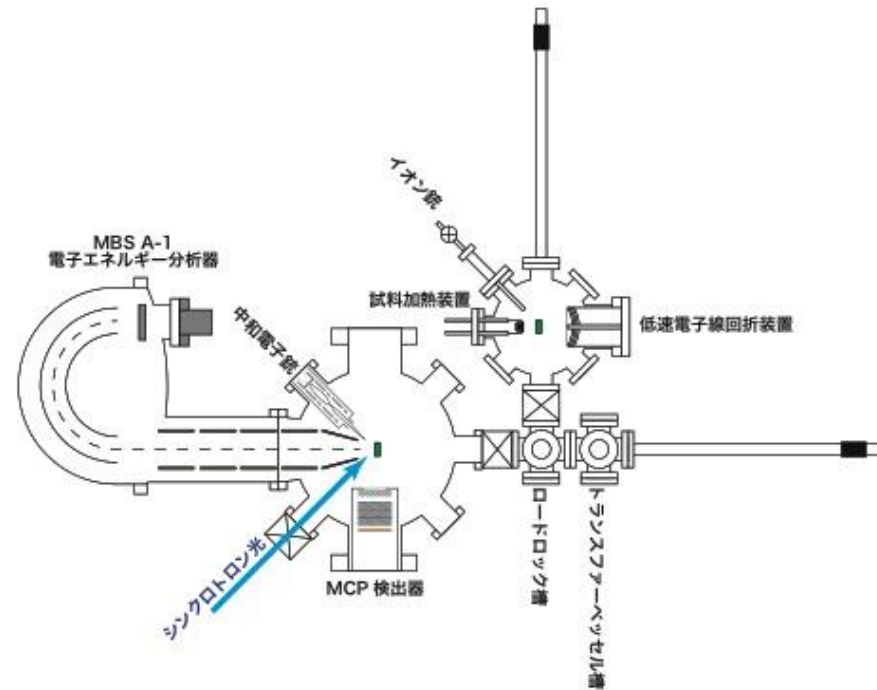 イオン銃
MBS A-1
電子エネルギー分析器
試料加熱装置
低速電子線回折装置
中和電子銃
シンクロトロン光
MCP 検出器
ロードロック槽
トランスファーベッセル槽